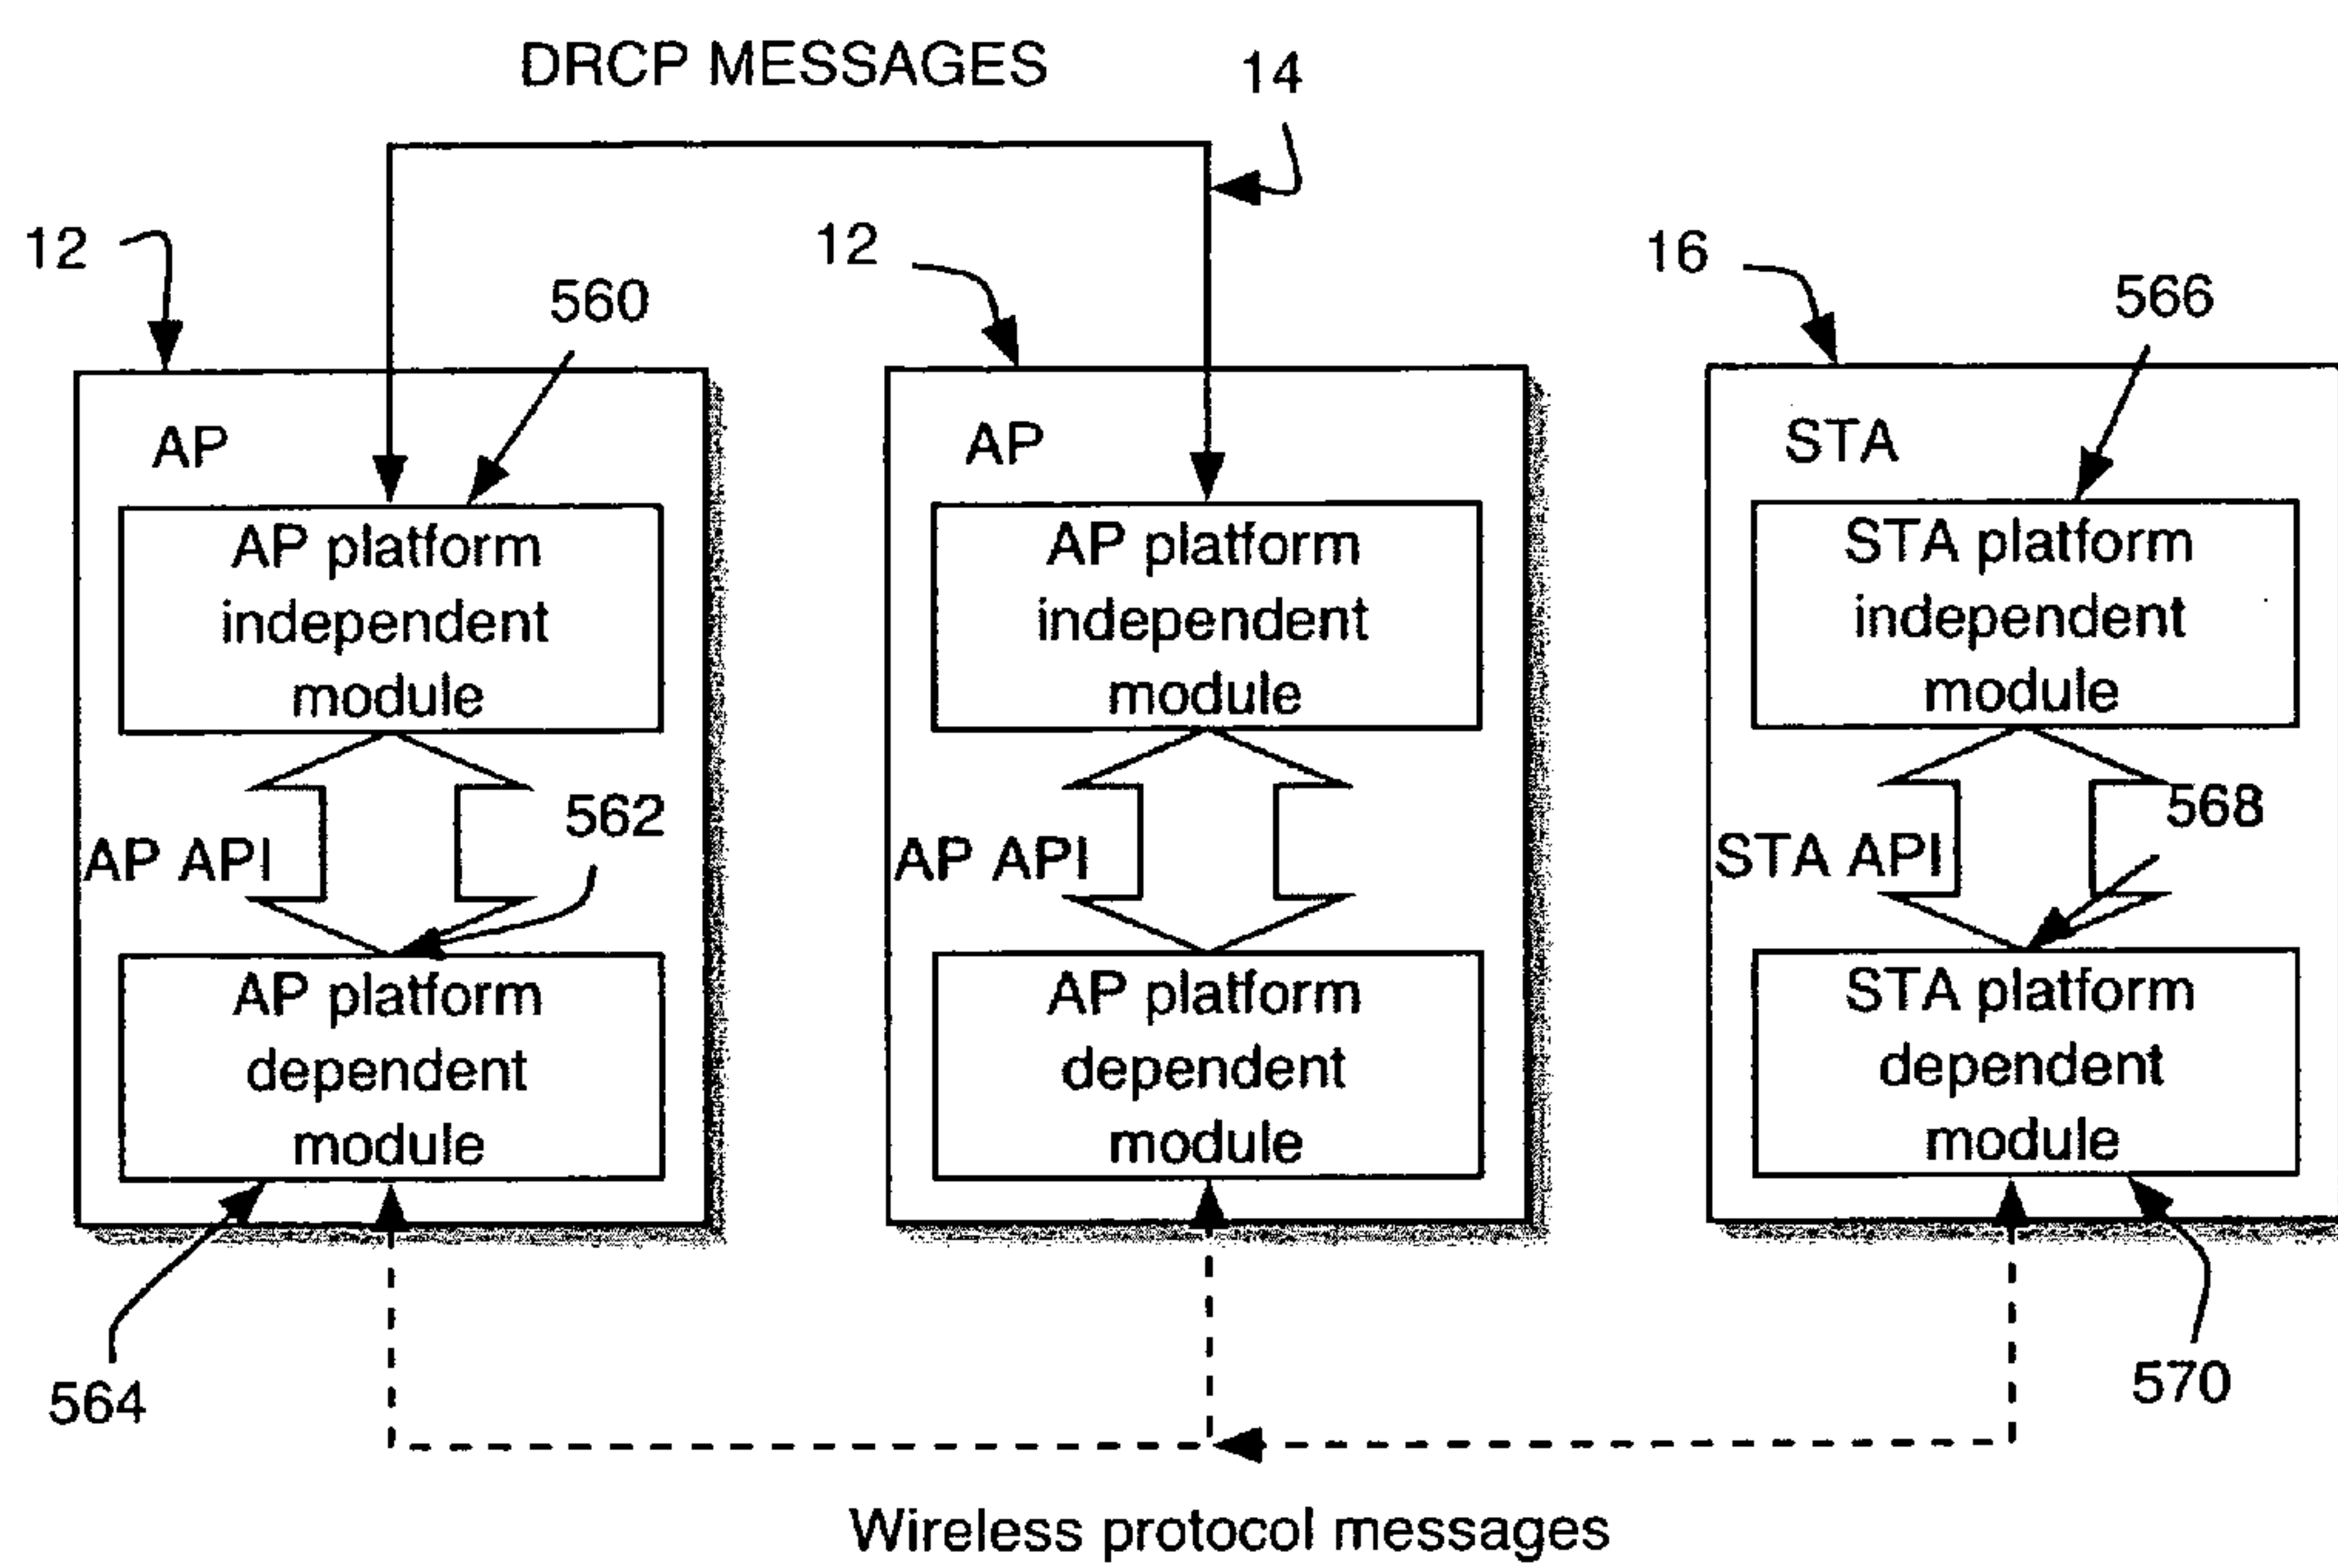 DRCP MESSAGES
14
12
12
16
560
566
AP
AP
STA
AP platform
independent
module
AP platform
independent
module
STA platform
independent
module
562
568
AP API
AP API
STA API
AP platform
dependent
module
AP platform
dependent
module
STA platform
dependent
module
564
570
Wireless protocol messages